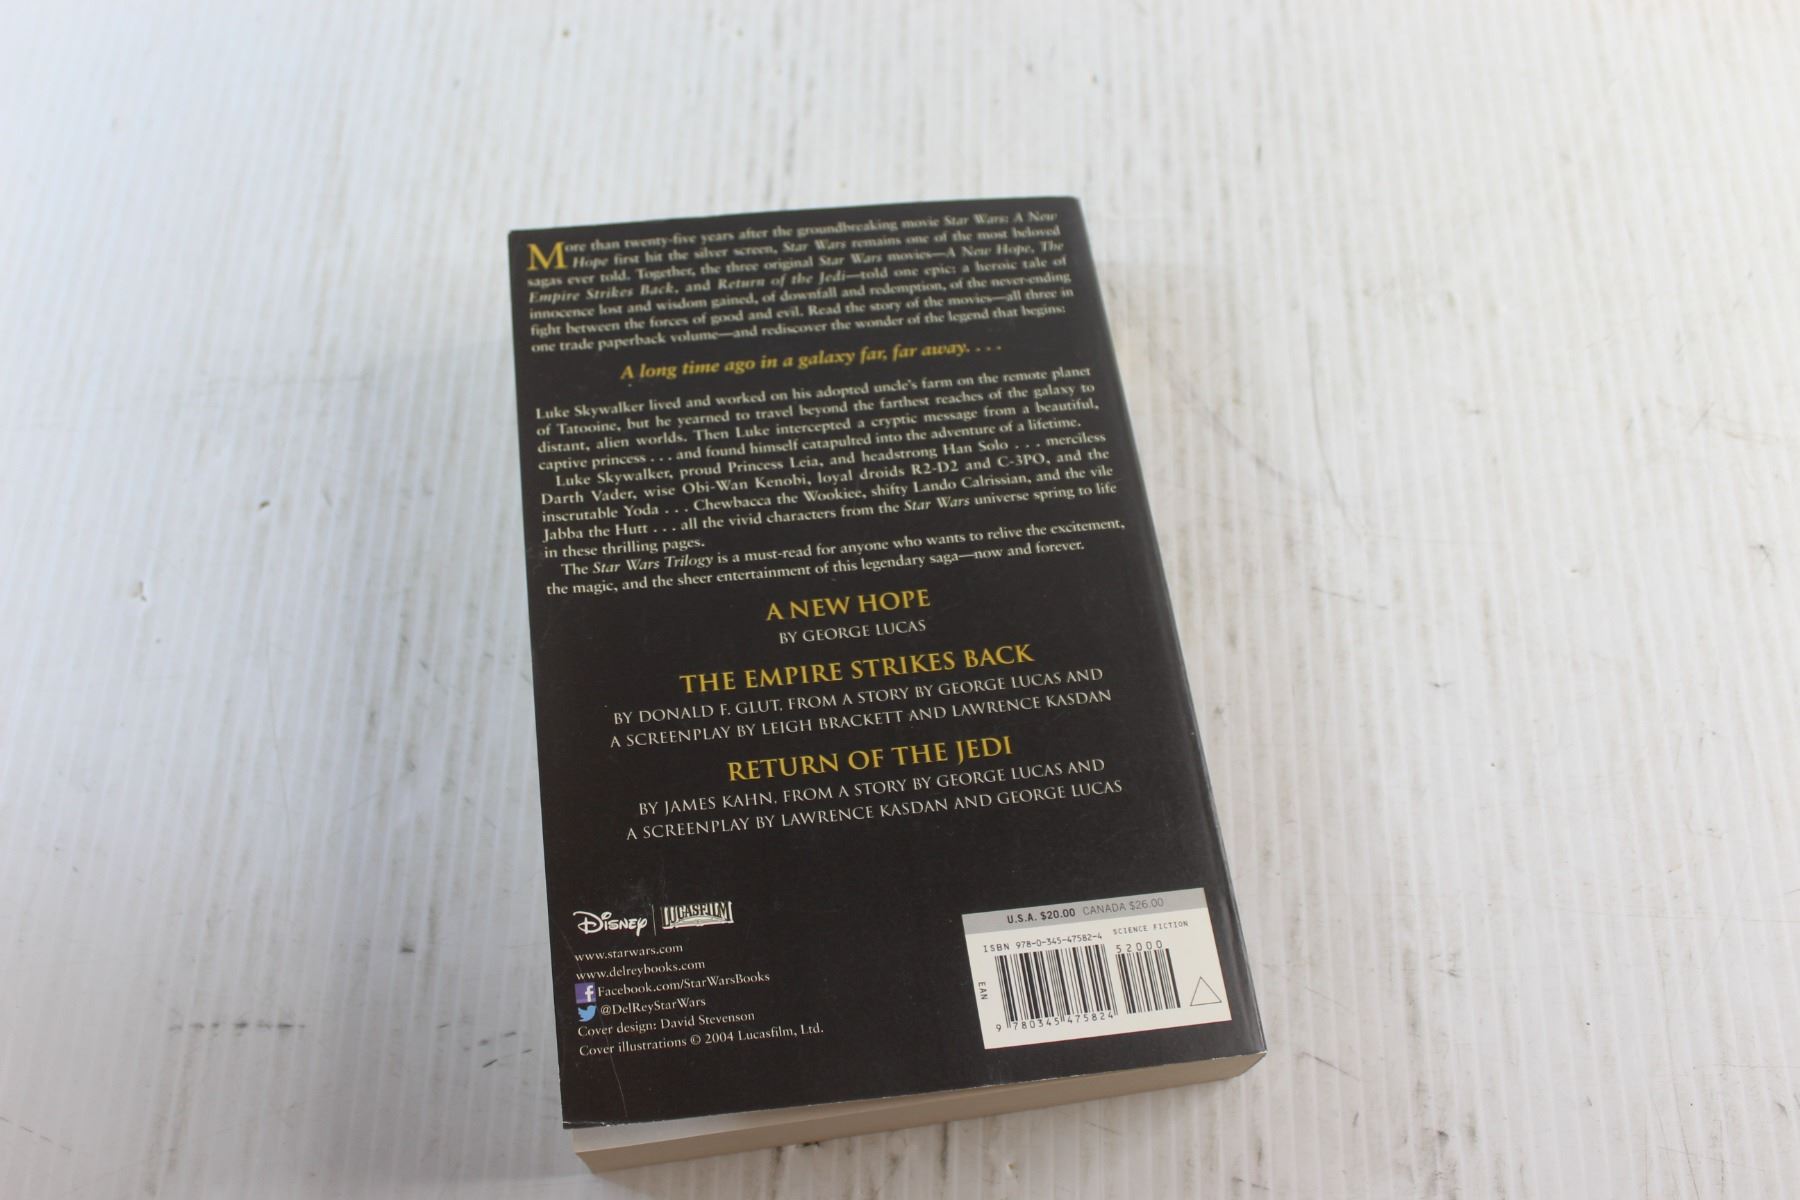 More than twenty-five years after the groundbreaking movie Star Wars: A New
Hope first hit the silver screen, Star Wars remains one of the most beloved
sagas ever told. Together, the three original Star Wars movies—A New Hope, The
Empire Strikes Back, and Return of the Jedi—told one epic: a heroic tale of
innocence lost and wisdom gained, of downfall and redemption, of the never-ending
fight between the forces of good and evil. Read the story of the movies—all three in
one trade paperback volume—and rediscover the wonder of the legend that begins:
A long time ago in a galaxy far, far away. . . .
Luke Skywalker lived and worked on his adopted uncle's farm on the remote planet
of Tatooine, but he yearned to travel beyond the farthest reaches of the galaxy to
distant, alien worlds. Then Luke intercepted a cryptic message from a beautiful,
captive princess . . . and found himself catapulted into the adventure of a lifetime.
Luke Skywalker, proud Princess Leia, and headstrong Han Solo . . . merciless
Darth Vader, wise Obi-Wan Kenobi, loyal droids R2-D2 and C-3PO, and the
inscrutable Yoda . . . Chewbacca the Wookiee, shifty Lando Calrissian, and the vile
Jabba the Hutt . . . all the vivid characters from the Star Wars universe spring to life
in these thrilling pages.
The Star Wars Trilogy is a must-read for anyone who wants to relive the excitement,
the magic, and the sheer entertainment of this legendary saga—now and forever.
A NEW HOPE
BY GEORGE LUCAS
THE EMPIRE STRIKES BACK
BY DONALD F. GLUT, FROM A STORY BY GEORGE LUCAS AND
A SCREENPLAY BY LEIGH BRACKETT AND LAWRENCE KASDAN
RETURN OF THE JEDI
BY JAMES KAHN, FROM A STORY BY GEORGE LUCAS AND
A SCREENPLAY BY LAWRENCE KASDAN AND GEORGE LUCAS
Disney | LUCASFILM
www.starwars.com
www.delreybooks.com
f Facebook.com/StarWarsBooks
@DelReyStarWars
Cover design: David Stevenson
Cover illustrations © 2004 Lucasfilm, Ltd.
U.S.A. $20.00 CANADA $26.00
ISBN 978-0-345-47582-4 SCIENCE FICTION
52000
EAN
9 780345 475824